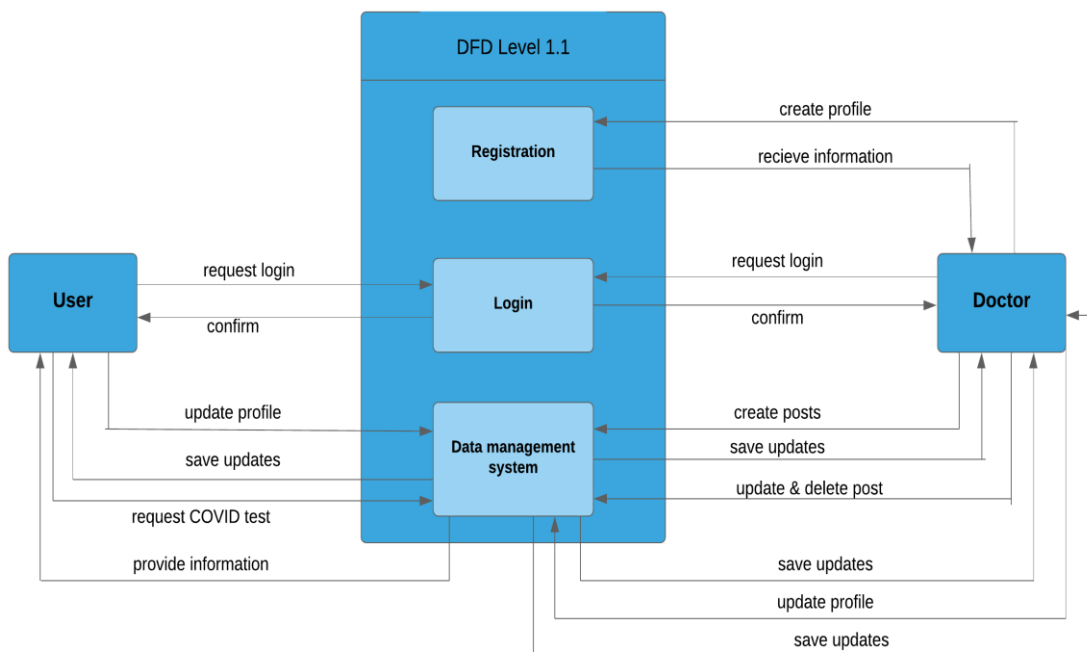 DFD Level 1.1
create profile
Registration
recieve information
request login
request login
User
Login
Doctor
confirm
confirm
update profile
create posts
Data management
system
save updates
save updates
update & delete post
request COVID test
provide information
save updates
update profile
save updates